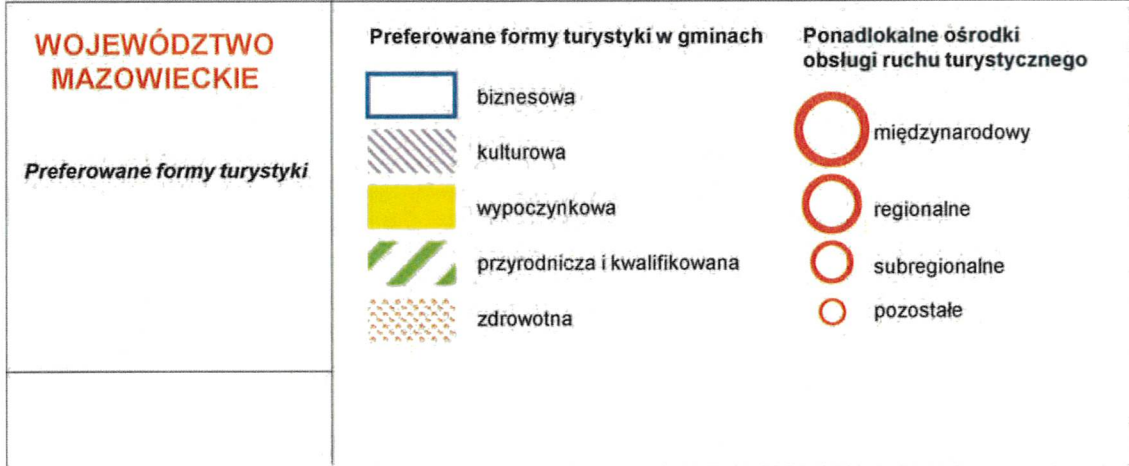 WOJEWÓDZTWO
MAZOWIECKIE
Preferowane formy turystyki
Preferowane formy turystyki w gminach
biznesowa
kulturowa
wypoczynkowa
przyrodnicza i kwalifikowana
zdrowotna
Ponadlokalne ośrodki
obsługi ruchu turystycznego
międzynarodowy
regionalne
subregionalne
pozostałe